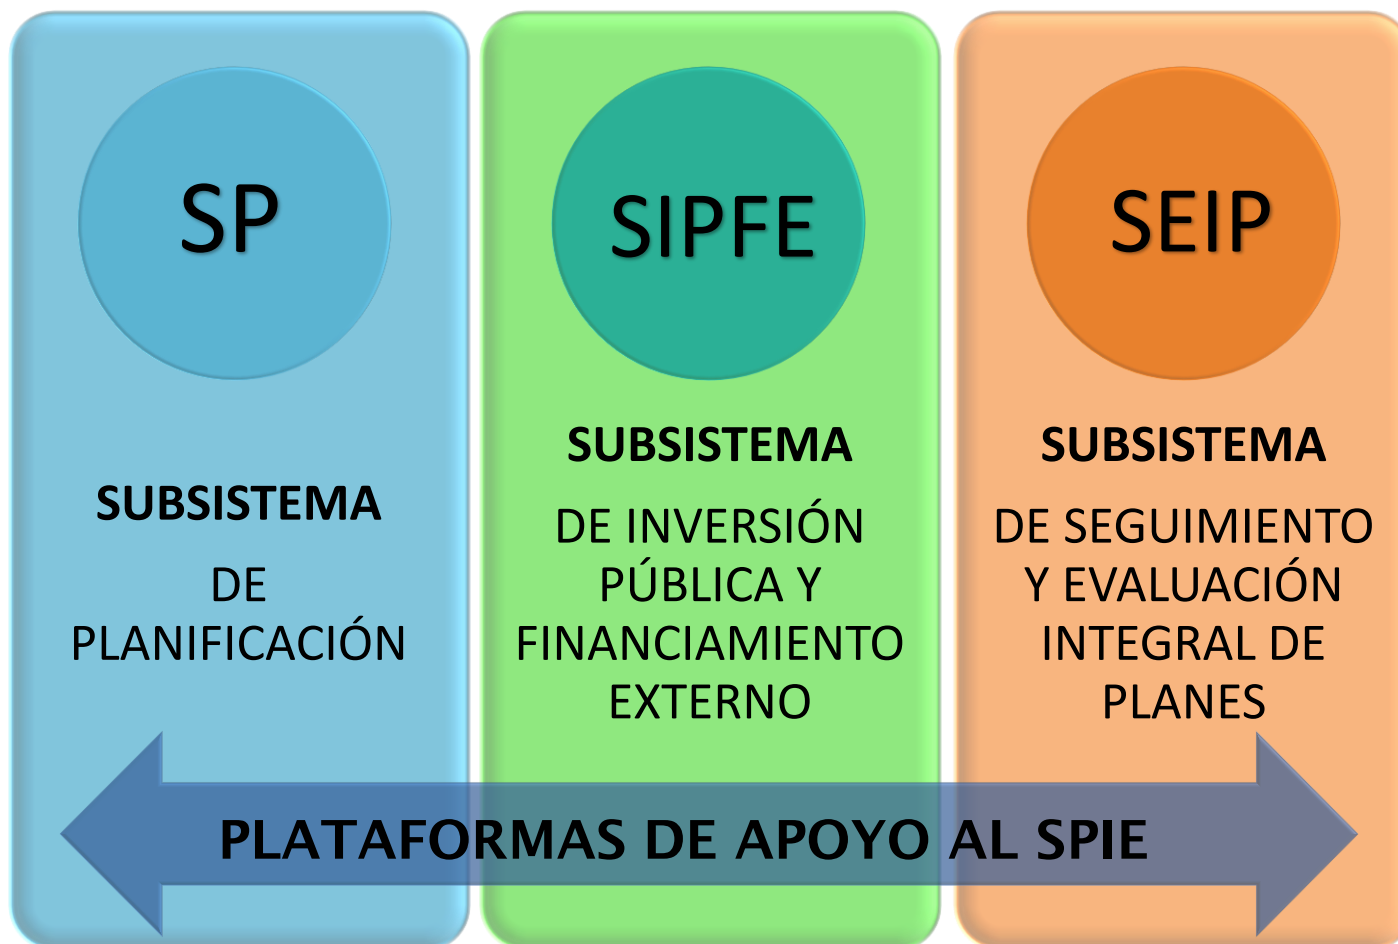 SP
SUBSISTEMA
DE
PLANIFICACIÓN
SIPFE
SUBSISTEMA
DE INVERSIÓN
PÚBLICA Y
FINANCIAMIENTO
EXTERNO
SEIP
SUBSISTEMA
DE SEGUIMIENTO
Y EVALUACIÓN
INTEGRAL DE
PLANES
PLATAFORMAS DE APOYO AL SPIE